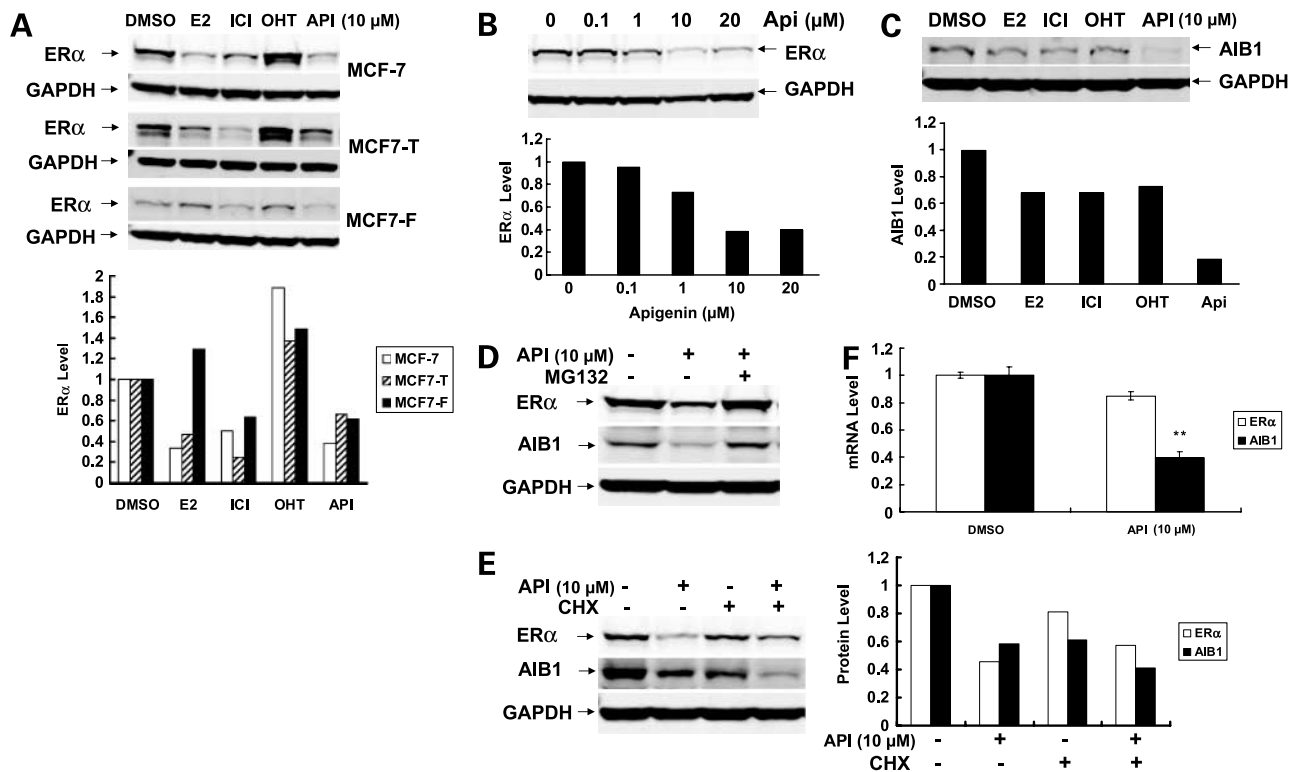 A
DMSO E2 ICI OHT API (10 µM)
ERα
MCF-7
GAPDH
ERα
MCF7-T
GAPDH
ERα
MCF7-F
GAPDH
2
1.8
1.6
1.4
1.2
1
0.8
0.6
0.4
0.2
0
ERα Level
DMSO E2 ICI OHT API
MCF-7
MCF7-T
MCF7-F
B
0 0.1 1 10 20 Api (µM)
ERα
GAPDH
1.2
1
0.8
0.6
0.4
0.2
0
ERα Level
0 0.1 1 10 20
Apigenin (µM)
C
DMSO E2 ICI OHT API (10 µM)
AIB1
GAPDH
1.2
1
0.8
0.6
0.4
0.2
0
AIB1 Level
DMSO E2 ICI OHT Api
D
API (10 µM) - + +
MG132 - - +
ERα
AIB1
GAPDH
F
1.2
1
0.8
0.6
0.4
0.2
0
mRNA Level
**
ERα
AIB1
DMSO API (10 µM)
E
API (10 µM) - + - +
CHX - - + +
ERα
AIB1
GAPDH
1.2
1
0.8
0.6
0.4
0.2
0
Protein Level
ERα
AIB1
API (10 µM) - + - +
CHX - - + +